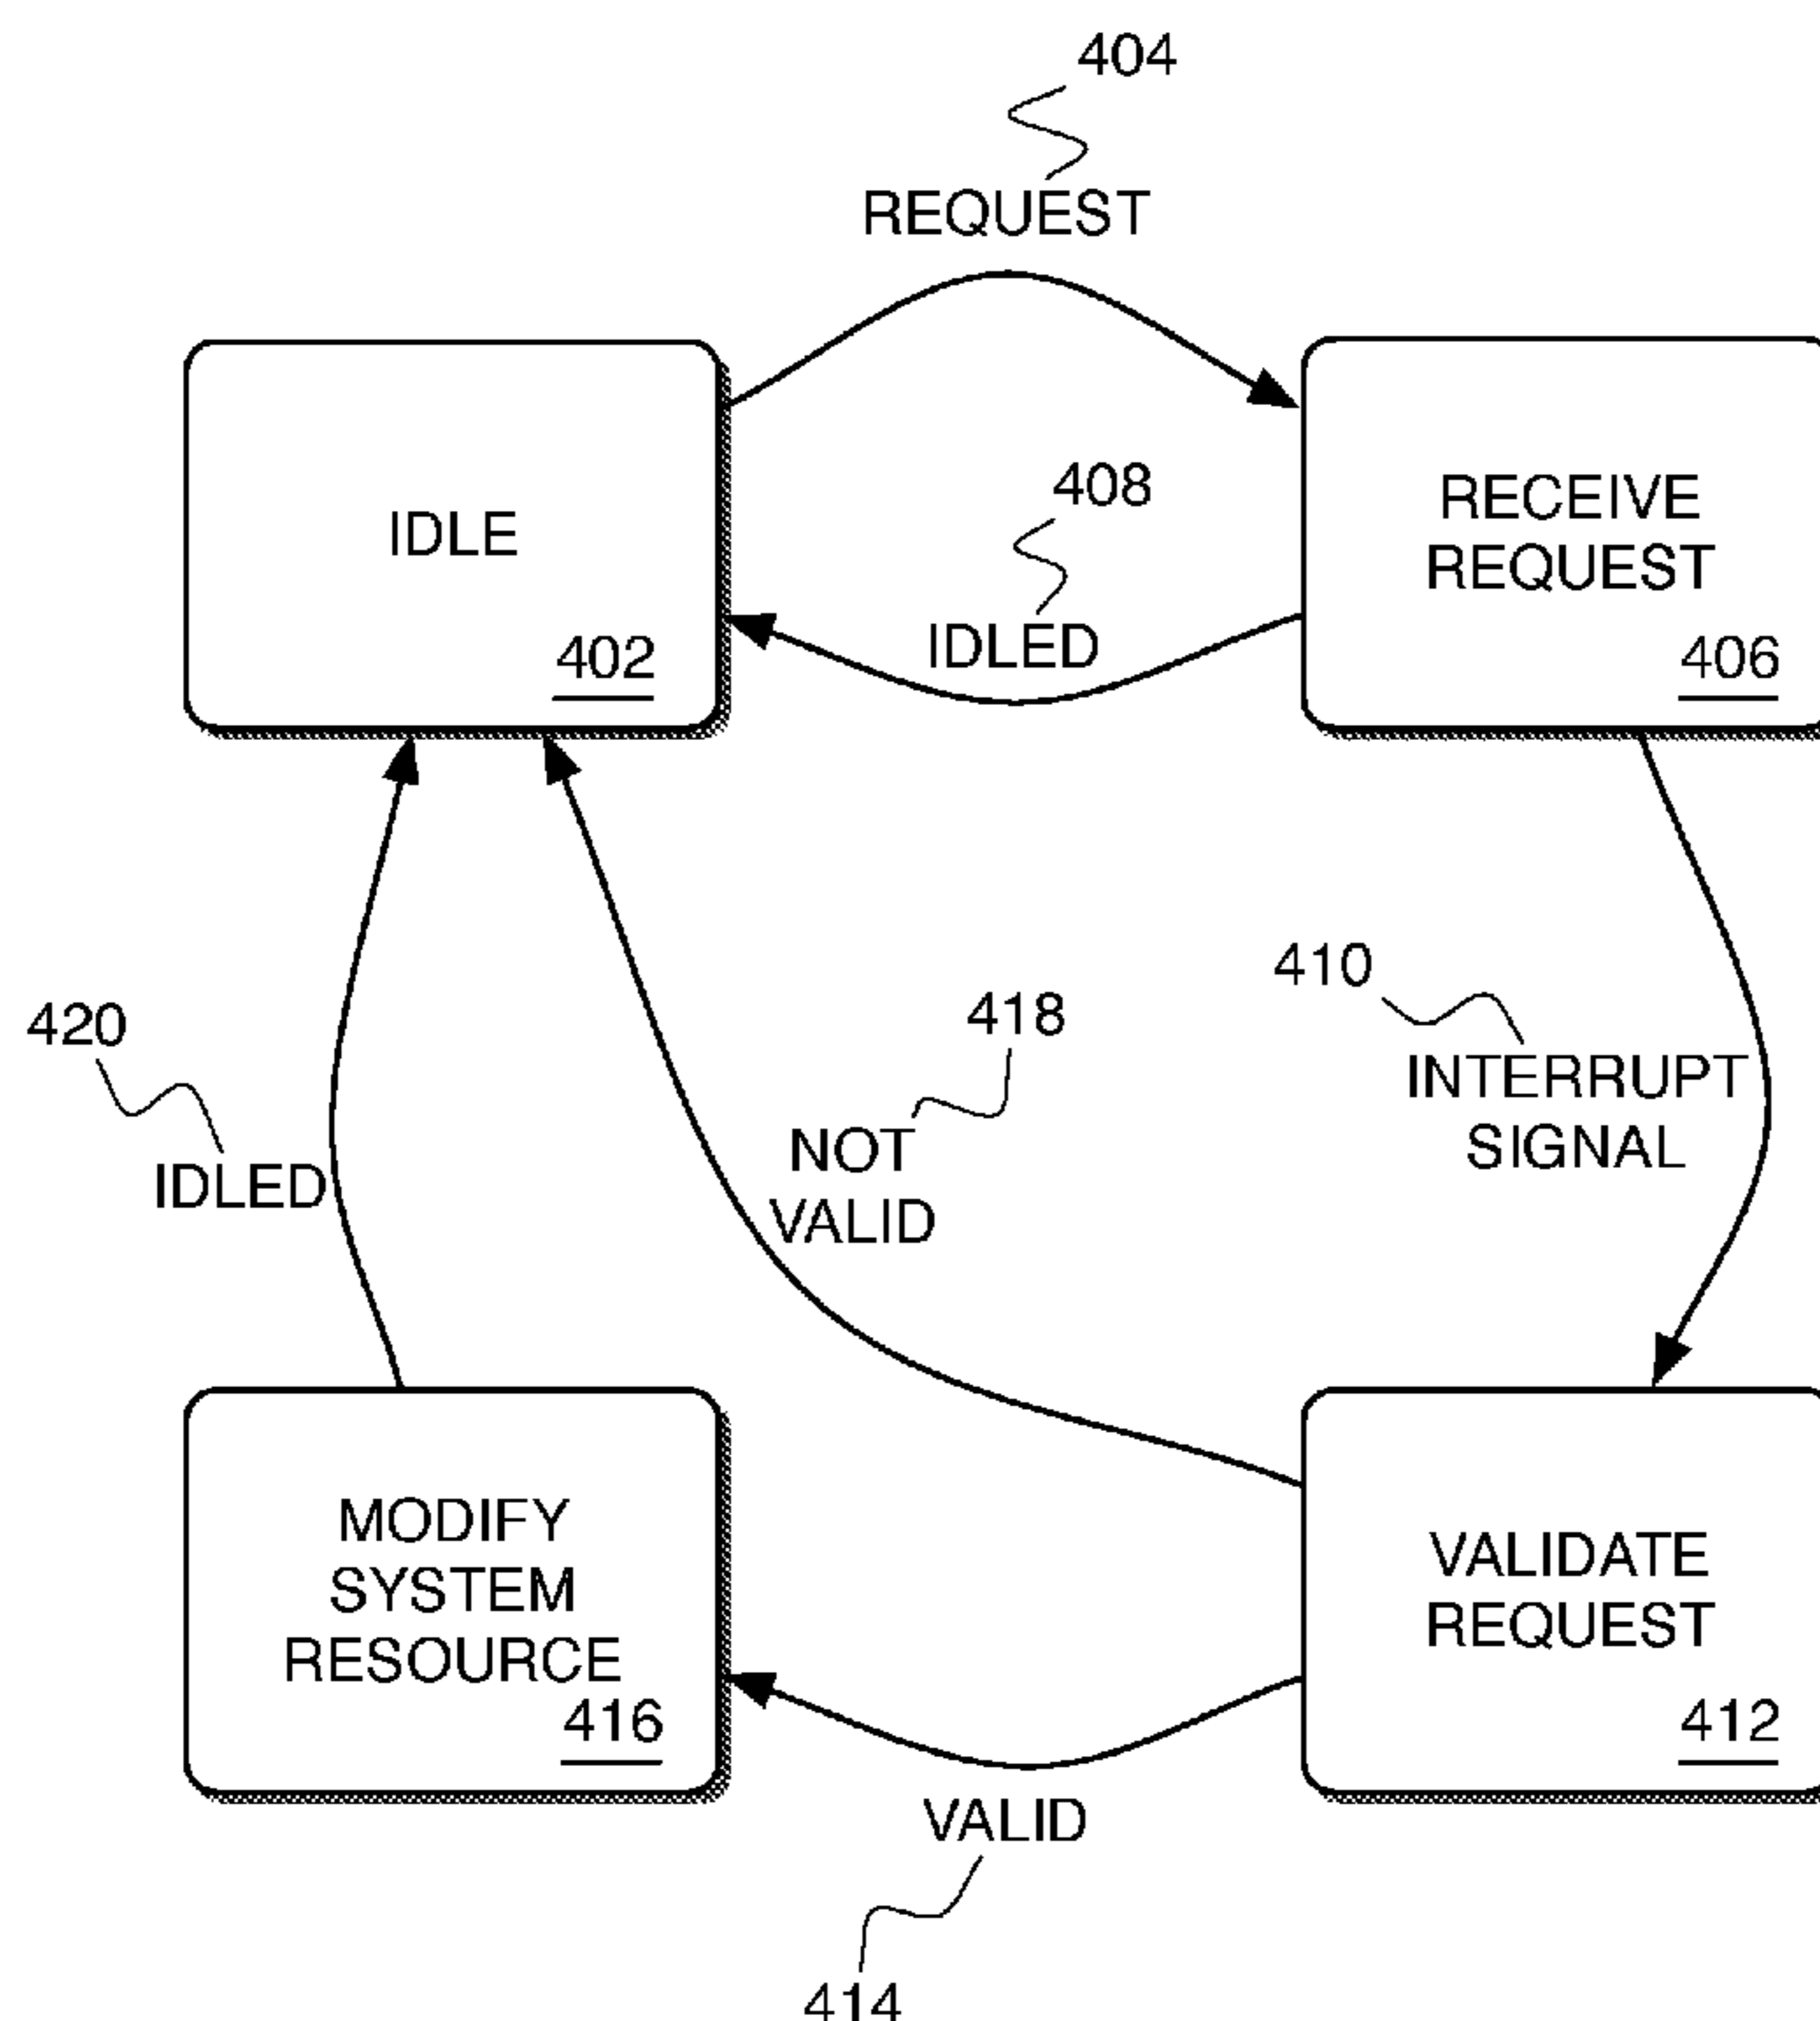 404
REQUEST
408
IDLED
IDLE
402
RECEIVE
REQUEST
406
410
INTERRUPT
SIGNAL
418
NOT
VALID
420
IDLED
MODIFY
SYSTEM
RESOURCE
416
VALIDATE
REQUEST
412
VALID
414